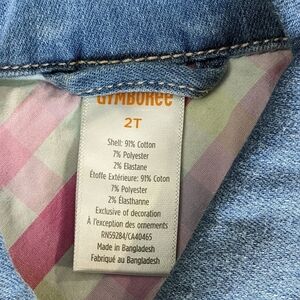 GYMBOREE
2T
Shell: 91% Cotton
7% Polyester
2% Elastane
Étoffe Extérieure: 91% Coton
7% Polyester
2% Élasthanne
Exclusive of decoration
À l'exception des ornements
RN59284/CA40465
Made in Bangladesh
Fabriqué au Bangladesh